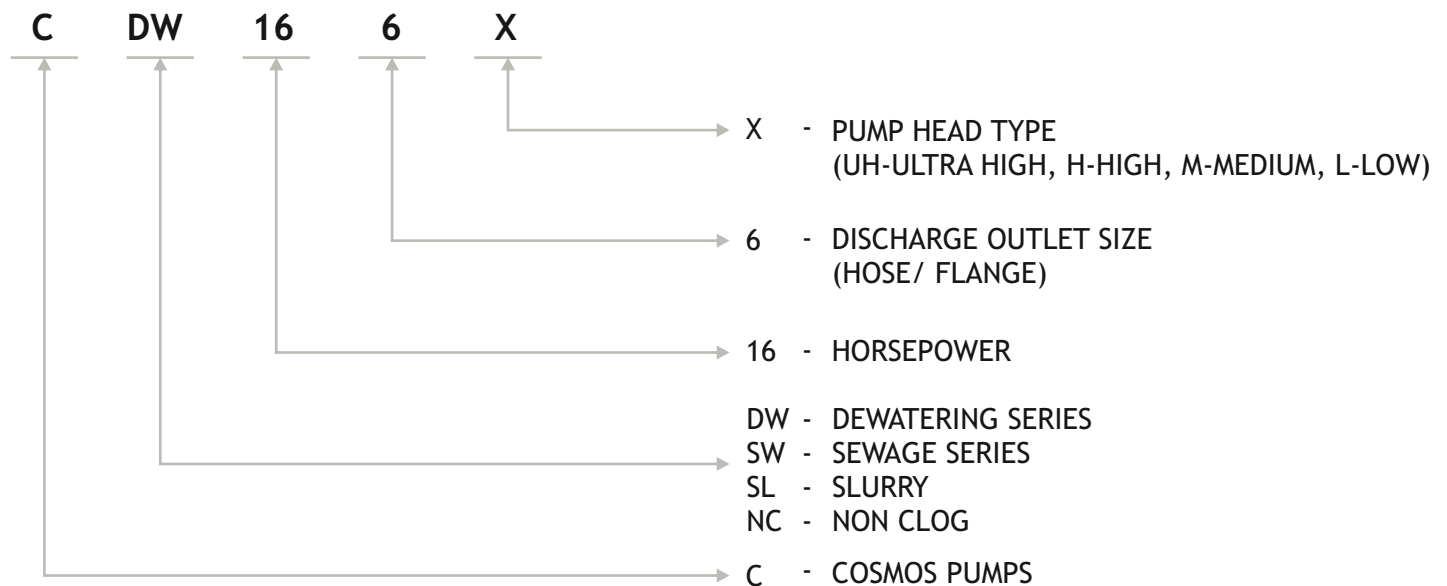 C DW 16 6 X
X - PUMP HEAD TYPE
(UH-ULTRA HIGH, H-HIGH, M-MEDIUM, L-LOW)
6 - DISCHARGE OUTLET SIZE
(HOSE/ FLANGE)
16 - HORSEPOWER
DW - DEWATERING SERIES
SW - SEWAGE SERIES
SL - SLURRY
NC - NON CLOG
C - COSMOS PUMPS